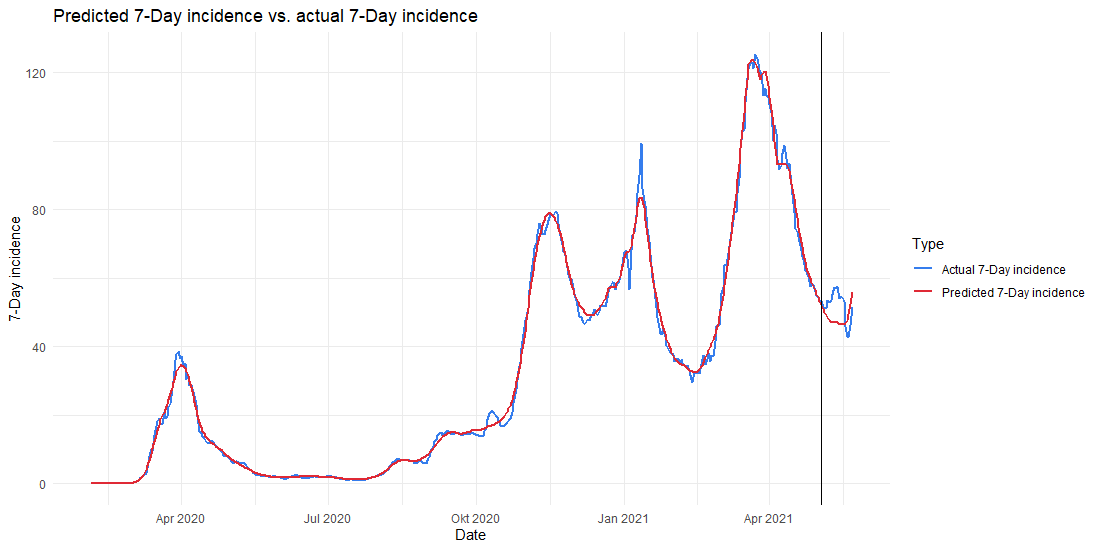 Predicted 7-Day incidence vs. actual 7-Day incidence
120
80
40
0
7-Day incidence
Apr 2020
Jul 2020
Okt 2020
Jan 2021
Apr 2021
Date
Type
Actual 7-Day incidence
Predicted 7-Day incidence